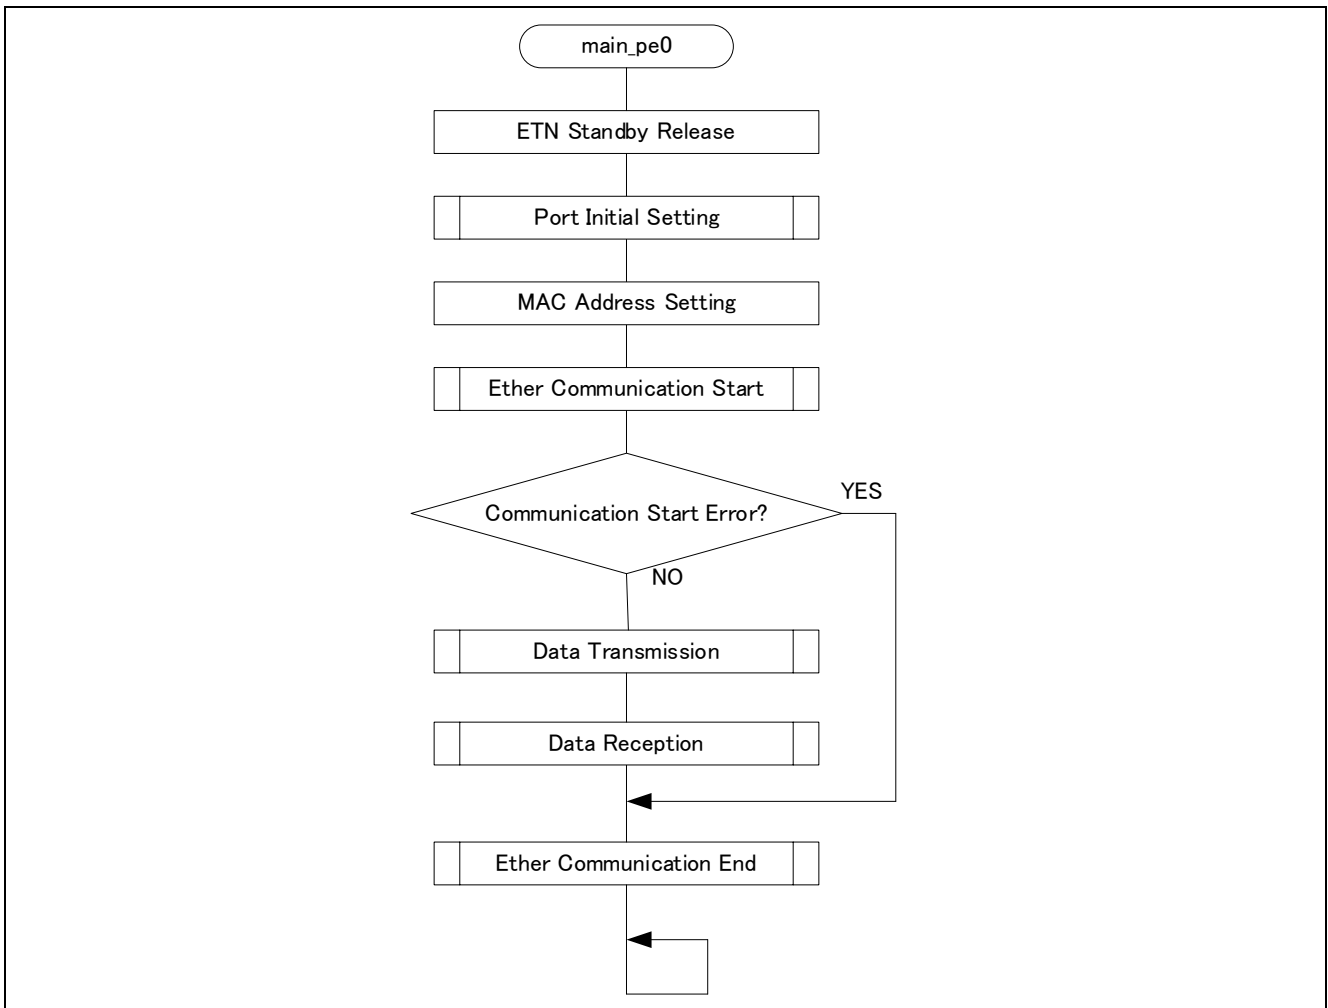 main_pe0
ETN Standby Release
Port Initial Setting
MAC Address Setting
Ether Communication Start
Communication Start Error?
YES
NO
Data Transmission
Data Reception
Ether Communication End